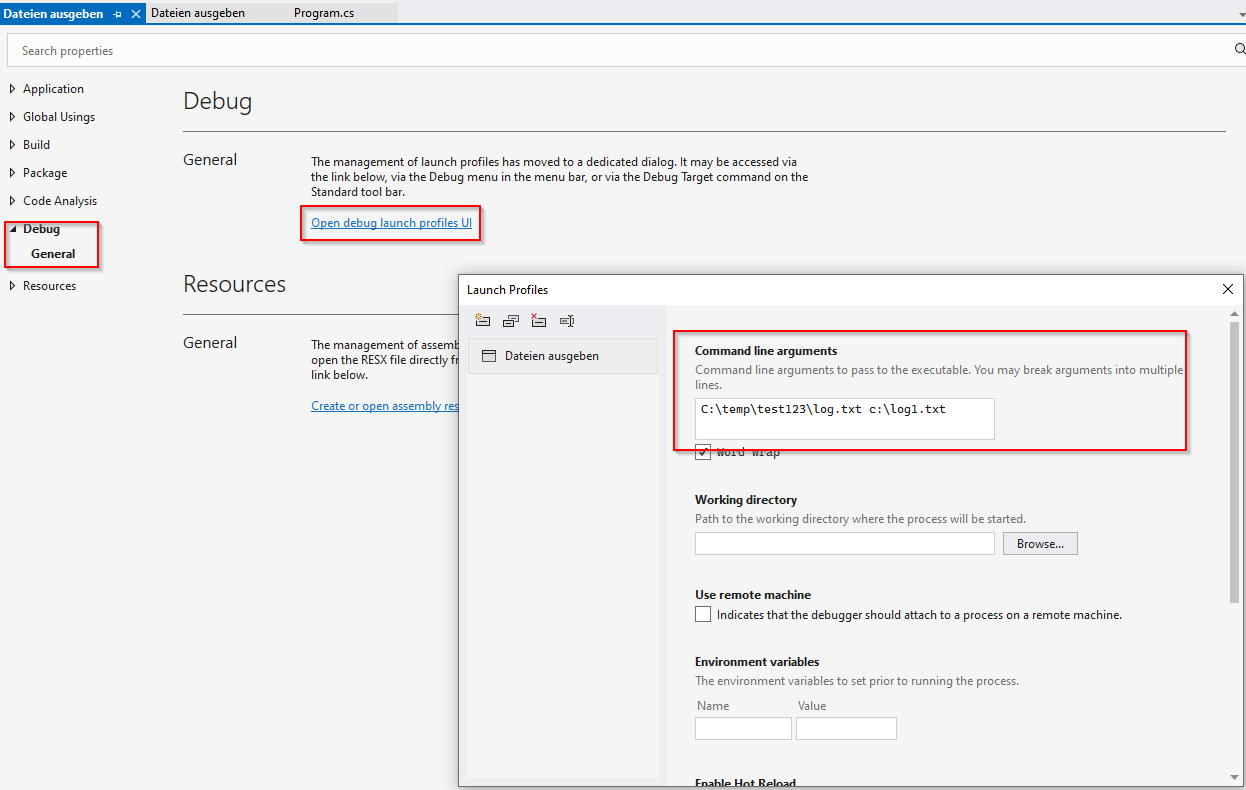 Dateien ausgeben
Dateien ausgeben
Program.cs
Search properties
Application
Global Usings
Build
Package
Code Analysis
Debug
General
Resources
Debug
General
The management of launch profiles has moved to a dedicated dialog. It may be accessed via
the link below, via the Debug menu in the menu bar, or via the Debug Target command on the
Standard tool bar.
Open debug launch profiles UI
Resources
General
The management of assemb
open the RESX file directly fr
link below.
Create or open assembly res
Launch Profiles
Dateien ausgeben
Command line arguments
Command line arguments to pass to the executable. You may break arguments into multiple
lines.
C:\temp\test123\log.txt c:\log1.txt
Word Wrap
Working directory
Path to the working directory where the process will be started.
Browse...
Use remote machine
Indicates that the debugger should attach to a process on a remote machine.
Environment variables
The environment variables to set prior to running the process.
Name Value
Enable Hot Reload